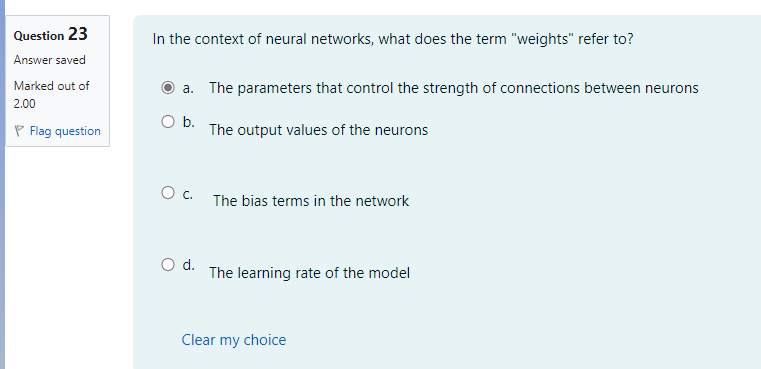 Question 23
Answer saved
Marked out of
2.00
Flag question
In the context of neural networks, what does the term "weights" refer to?
a. The parameters that control the strength of connections between neurons
b. The output values of the neurons
c. The bias terms in the network
d. The learning rate of the model
Clear my choice